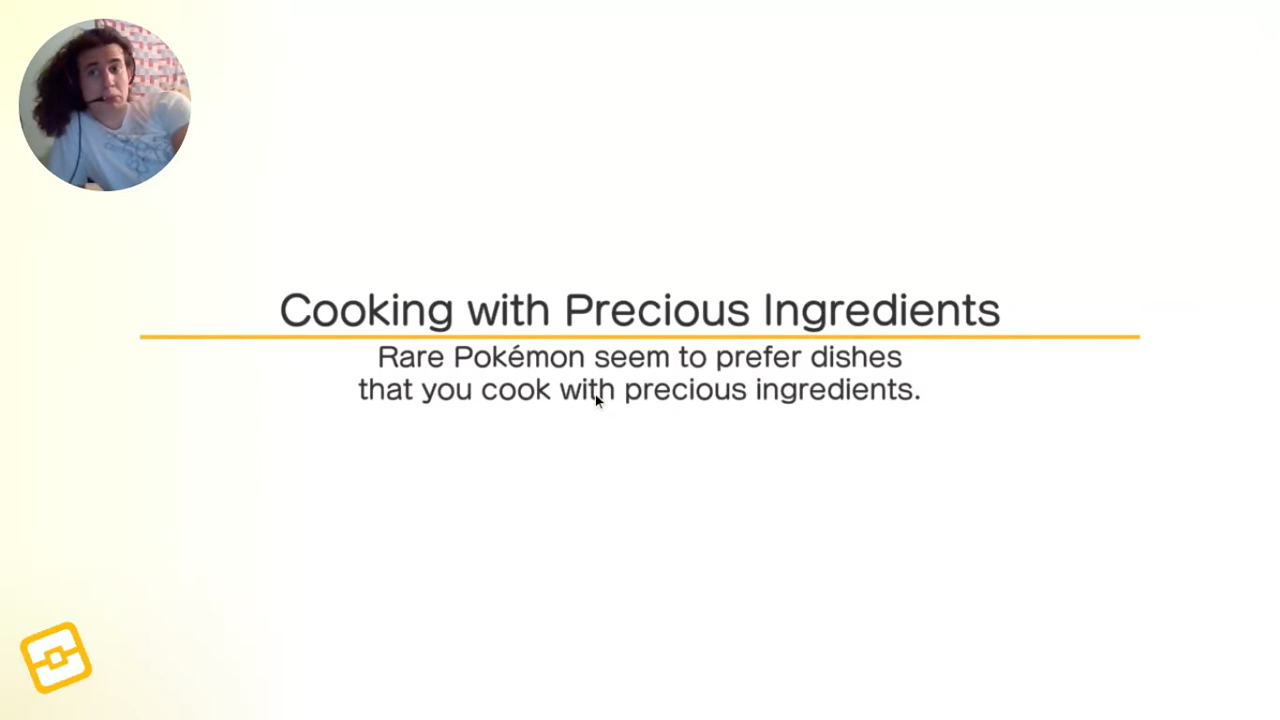 Cooking with Precious Ingredients
Rare Pokémon seem to prefer dishes
that you cook with precious ingredients.